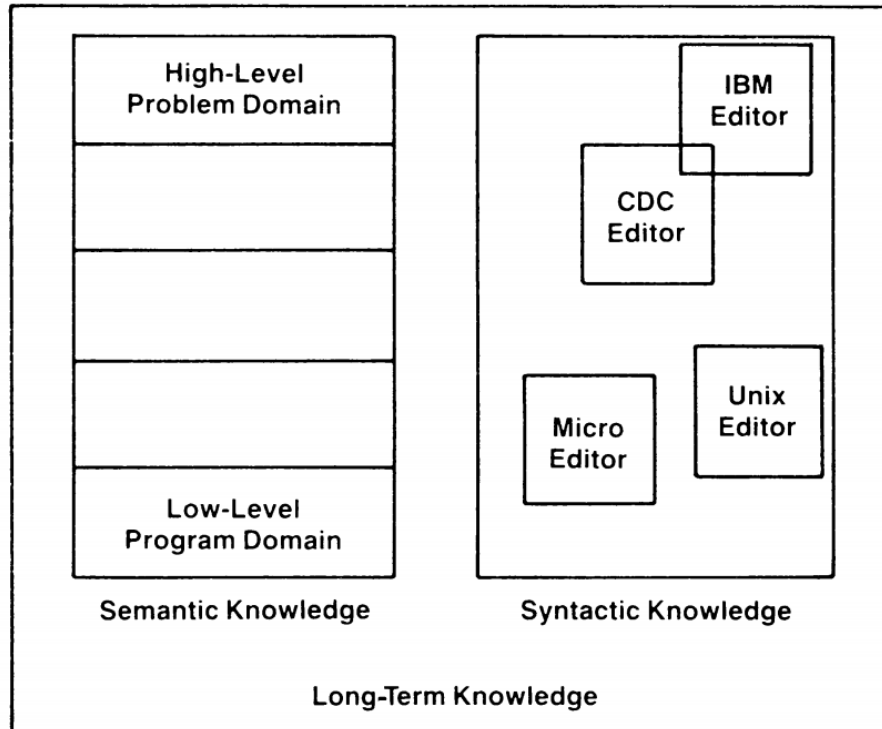 High-Level
Problem Domain
Low-Level
Program Domain
Semantic Knowledge
IBM
Editor
CDC
Editor
Unix
Editor
Micro
Editor
Syntactic Knowledge
Long-Term Knowledge